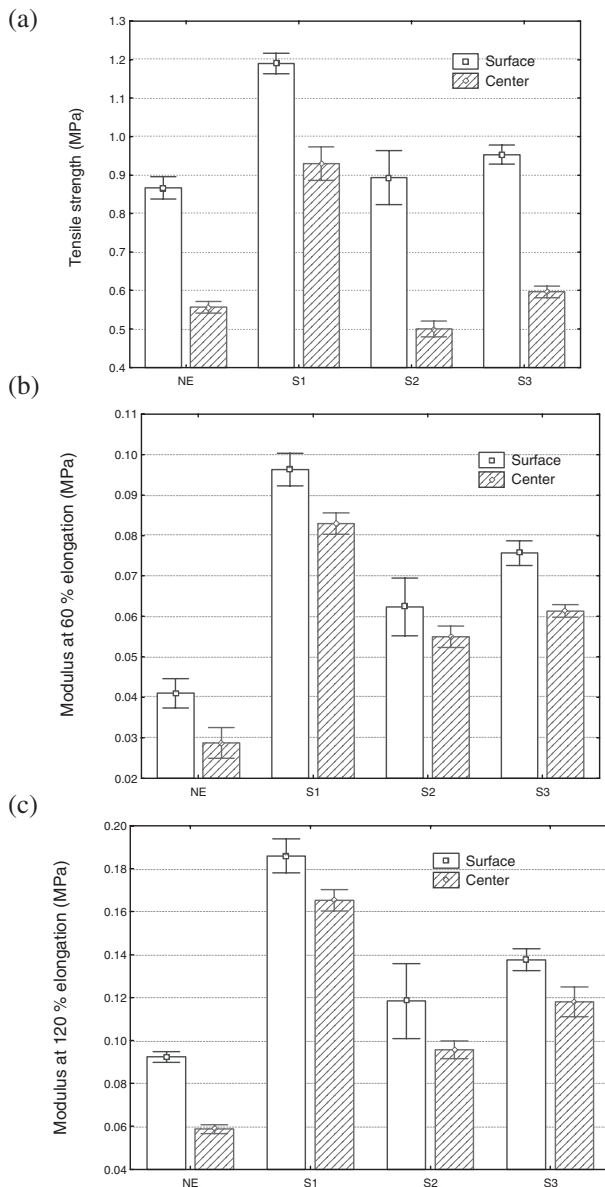 (a)
1.3
1.2
1.1
1.0
0.9
0.8
0.7
0.6
0.5
0.4
Tensile strength (MPa)
Surface
Center
NE S1 S2 S3
(b)
0.11
0.10
0.09
0.08
0.07
0.06
0.05
0.04
0.03
0.02
Modulus at 60 % elongation (MPa)
Surface
Center
NE S1 S2 S3
(c)
0.20
0.18
0.16
0.14
0.12
0.10
0.08
0.06
0.04
Modulus at 120 % elongation (MPa)
Surface
Center
NE S1 S2 S3